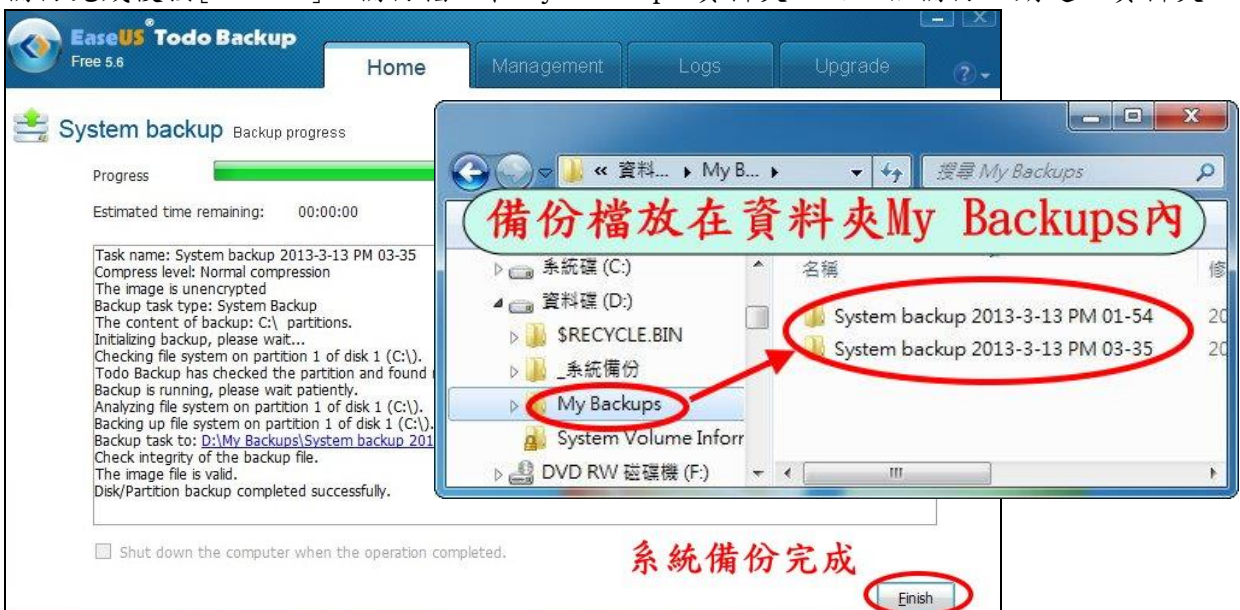 EaseUS® Todo Backup
Free 5.6
Home
Management
Logs
Upgrade
System backup Backup progress
Progress
Estimated time remaining: 00:00:00
Task name: System backup 2013-3-13 PM 03-35
Compress level: Normal compression
The image is unencrypted
Backup task type: System Backup
The content of backup: C:\ partitions.
Initializing backup, please wait...
Checking file system on partition 1 of disk 1 (C:\).
Todo Backup has checked the partition and found
Backup is running, please wait patiently.
Analyzing file system on partition 1 of disk 1 (C:\).
Backing up file system on partition 1 of disk 1 (C:\).
Backup task to: D:\My Backups\System backup 201
Check integrity of the backup file.
The image file is valid.
Disk/Partition backup completed successfully.
Shut down the computer when the operation completed.
系統備份完成
Finish
« 資料... ▸ My B... ▸
搜尋 My Backups
備份檔放在資料夾My Backups內
系統碟 (C:)
資料碟 (D:)
$RECYCLE.BIN
_系統備份
My Backups
System Volume Inforr
DVD RW 磁碟機 (F:)
名稱
修
System backup 2013-3-13 PM 01-54
20
System backup 2013-3-13 PM 03-35
20